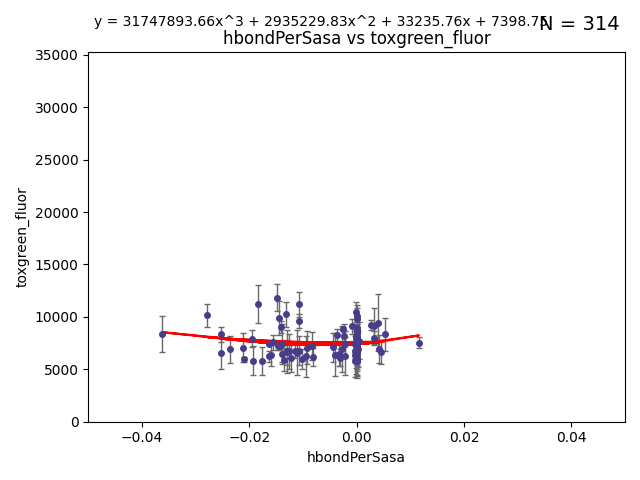 y = 31747893.66x^3 + 2935229.83x^2 + 33235.76x + 7398.75
N = 314
hbondPerSasa vs toxgreen_fluor
35000
30000
25000
20000
15000
10000
5000
0
toxgreen_fluor
−0.04
−0.02
0.00
0.02
0.04
hbondPerSasa